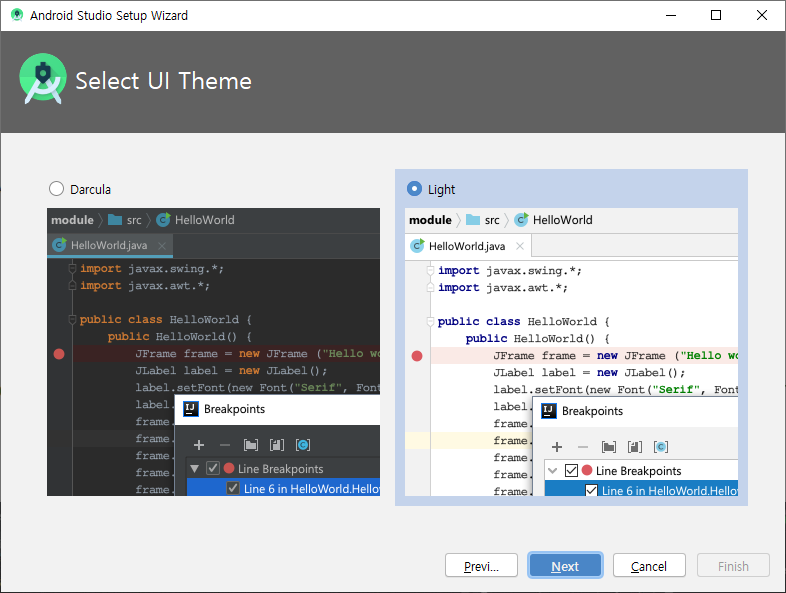 Android Studio Setup Wizard
Select UI Theme
Darcula
module src HelloWorld
HelloWorld.java
import javax.swing.*;
import javax.awt.*;
public class HelloWorld {
public HelloWorld() {
JFrame frame = new JFrame ("Hello wo
JLabel label = new JLabel();
label.setFont(new Font("Serif", Font
label.
frame.
frame.
frame.
frame.
frame.
Breakpoints
Line Breakpoints
Line 6 in HelloWorld.Hello
Light
module src HelloWorld
HelloWorld.java
import javax.swing.*;
import javax.awt.*;
public class HelloWorld {
public HelloWorld() {
JFrame frame = new JFrame ("Hello wo
JLabel label = new JLabel();
label.setFont(new Font("Serif", Font
label.
frame.
frame.
frame.
frame.
frame.
Breakpoints
Line Breakpoints
Line 6 in HelloWorld.Hello
Previ... Next Cancel Finish